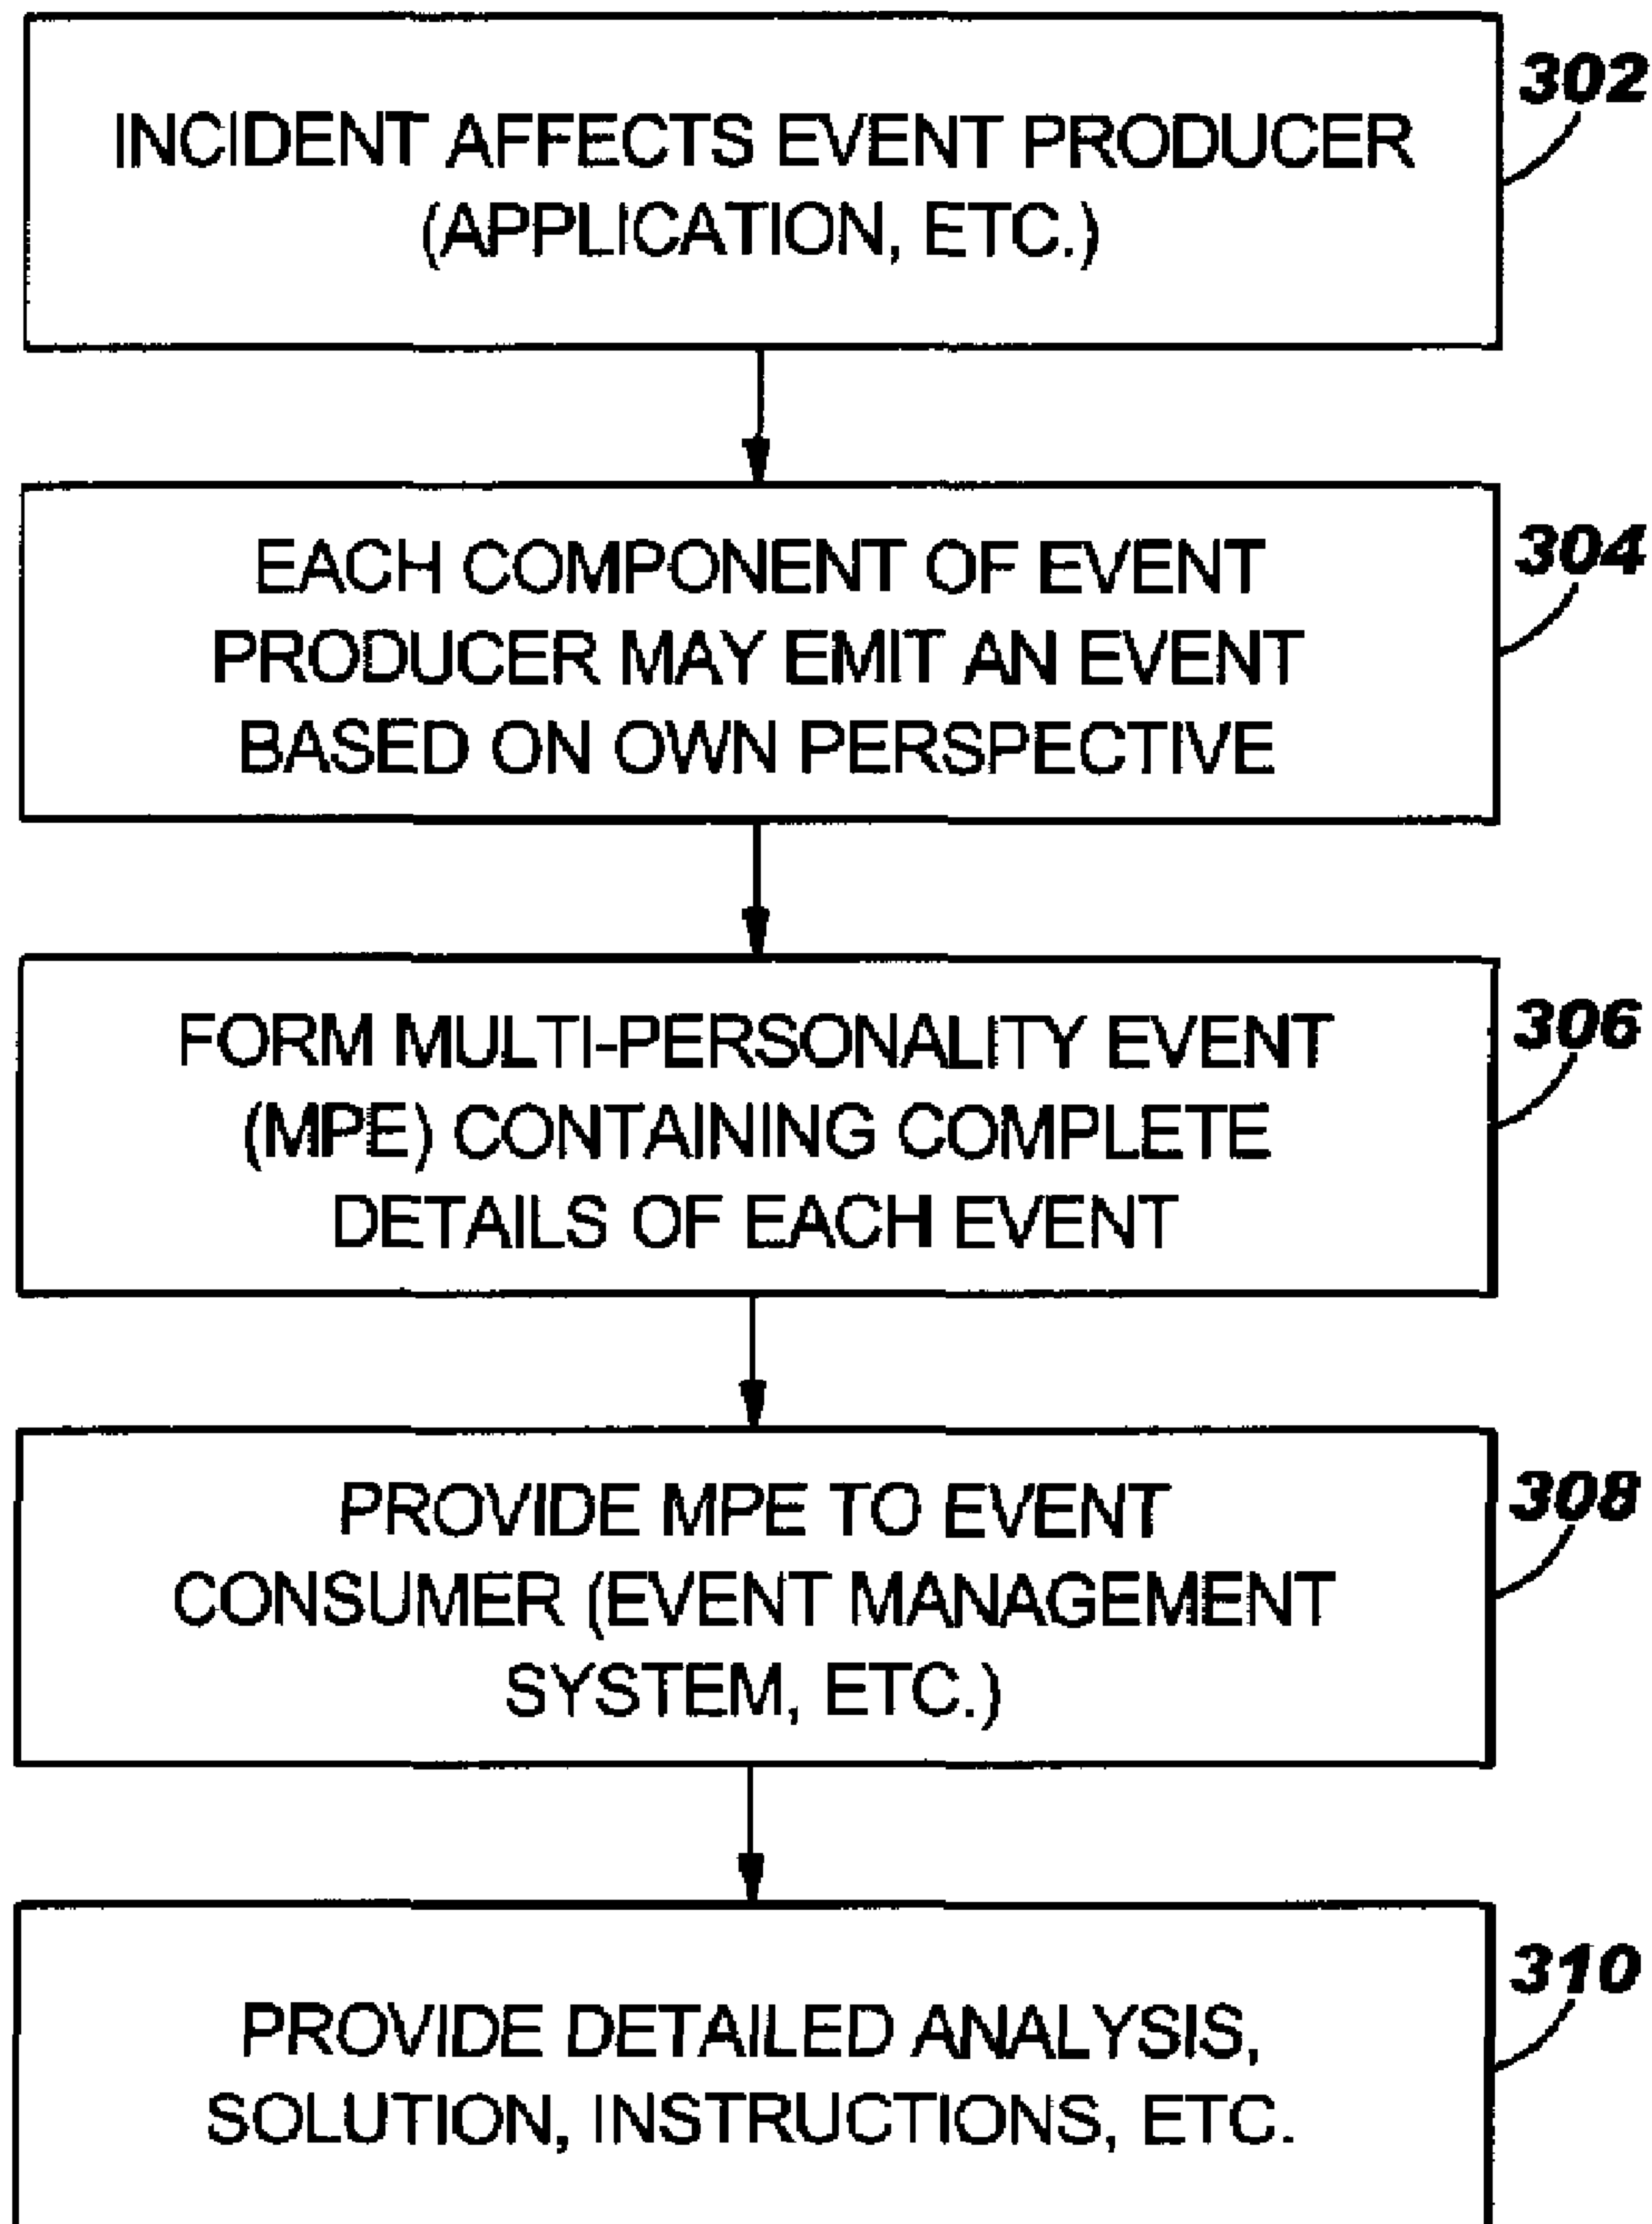 302
INCIDENT AFFECTS EVENT PRODUCER
(APPLICATION, ETC.)
304
EACH COMPONENT OF EVENT
PRODUCER MAY EMIT AN EVENT
BASED ON OWN PERSPECTIVE
306
FORM MULTI-PERSONALITY EVENT
(MPE) CONTAINING COMPLETE
DETAILS OF EACH EVENT
308
PROVIDE MPE TO EVENT
CONSUMER (EVENT MANAGEMENT
SYSTEM, ETC.)
310
PROVIDE DETAILED ANALYSIS,
SOLUTION, INSTRUCTIONS, ETC.